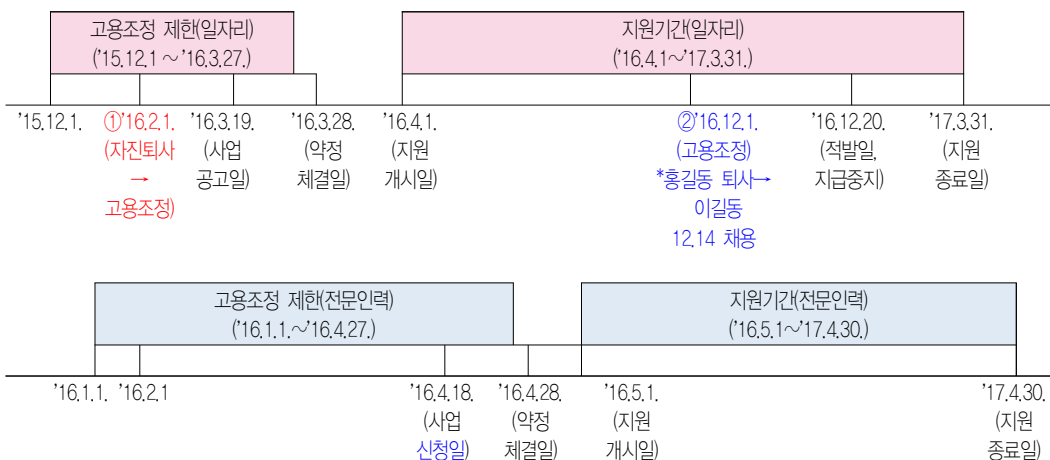 고용조정 제한(일자리)
('15.12.1 ~'16.3.27.)
지원기간(일자리)
('16.4.1~'17.3.31.)
'15.12.1.
①'16.2.1.
(자진퇴사
→
고용조정)
'16.3.19.
(사업
공고일)
'16.3.28.
(약정
체결일)
'16.4.1.
(지원
개시일)
②'16.12.1.
(고용조정)
*홍길동 퇴사→
이길동
12.14 채용
'16.12.20.
(적발일,
지급중지)
'17.3.31.
(지원
종료일)
고용조정 제한(전문인력)
('16.1.1.~'16.4.27.)
지원기간(전문인력)
('16.5.1~'17.4.30.)
'16.1.1.
'16.2.1
'16.4.18.
(사업
신청일)
'16.4.28.
(약정
체결일)
'16.5.1.
(지원
개시일)
'17.4.30.
(지원
종료일)